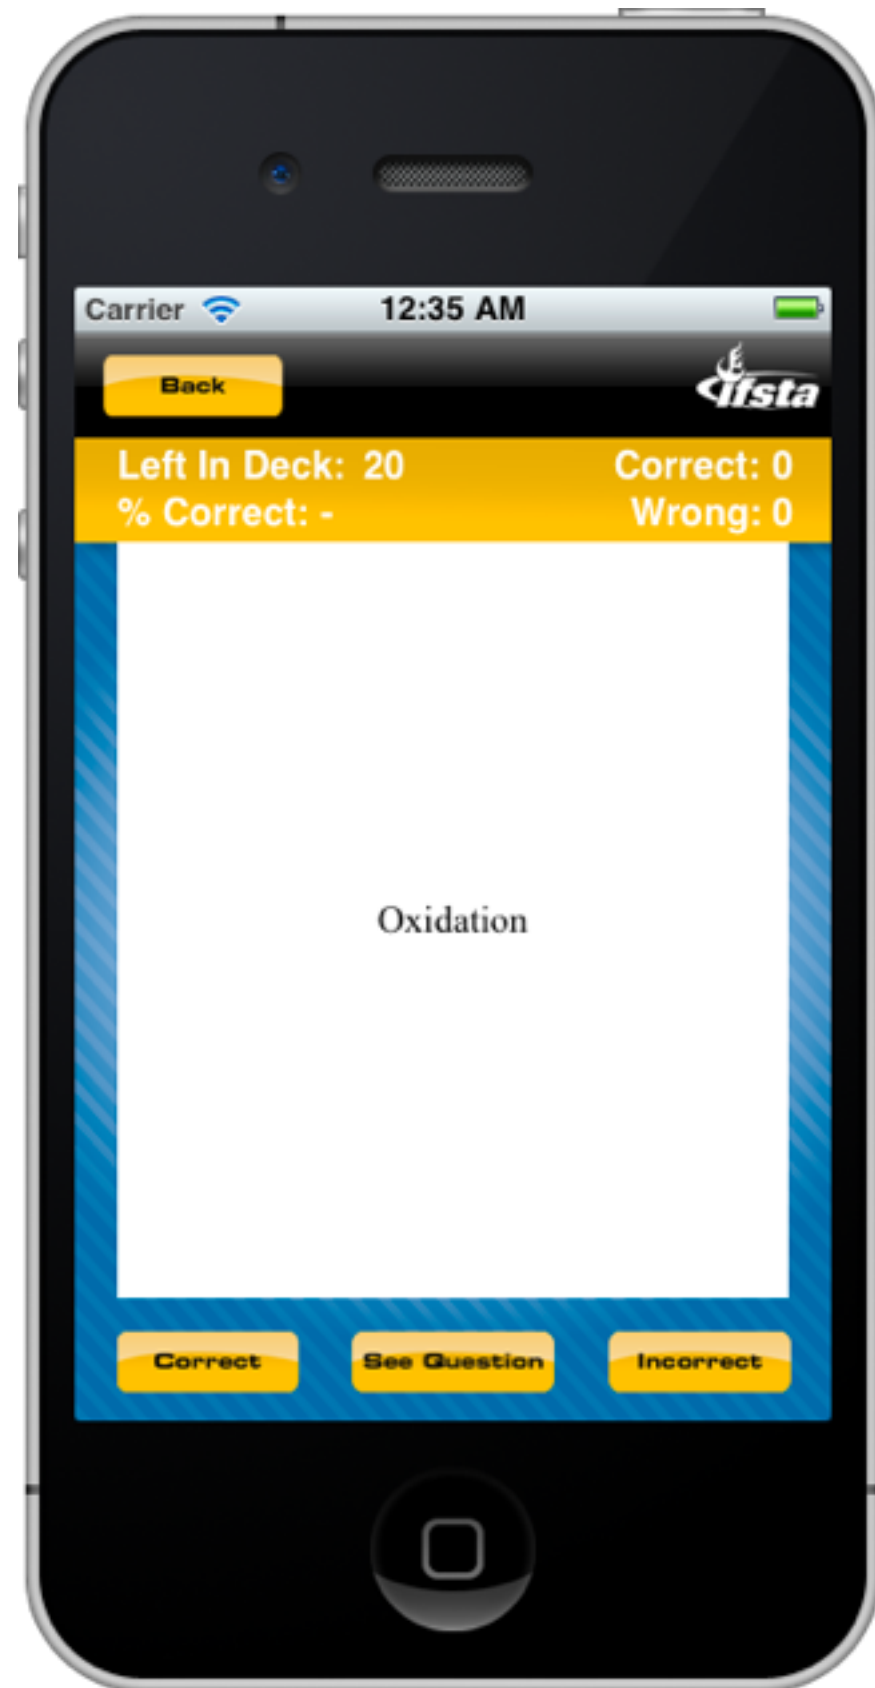 Carrier 12:35 AM
Back ifsta
Left In Deck: 20 Correct: 0
% Correct: - Wrong: 0
Oxidation
Correct See Question Incorrect